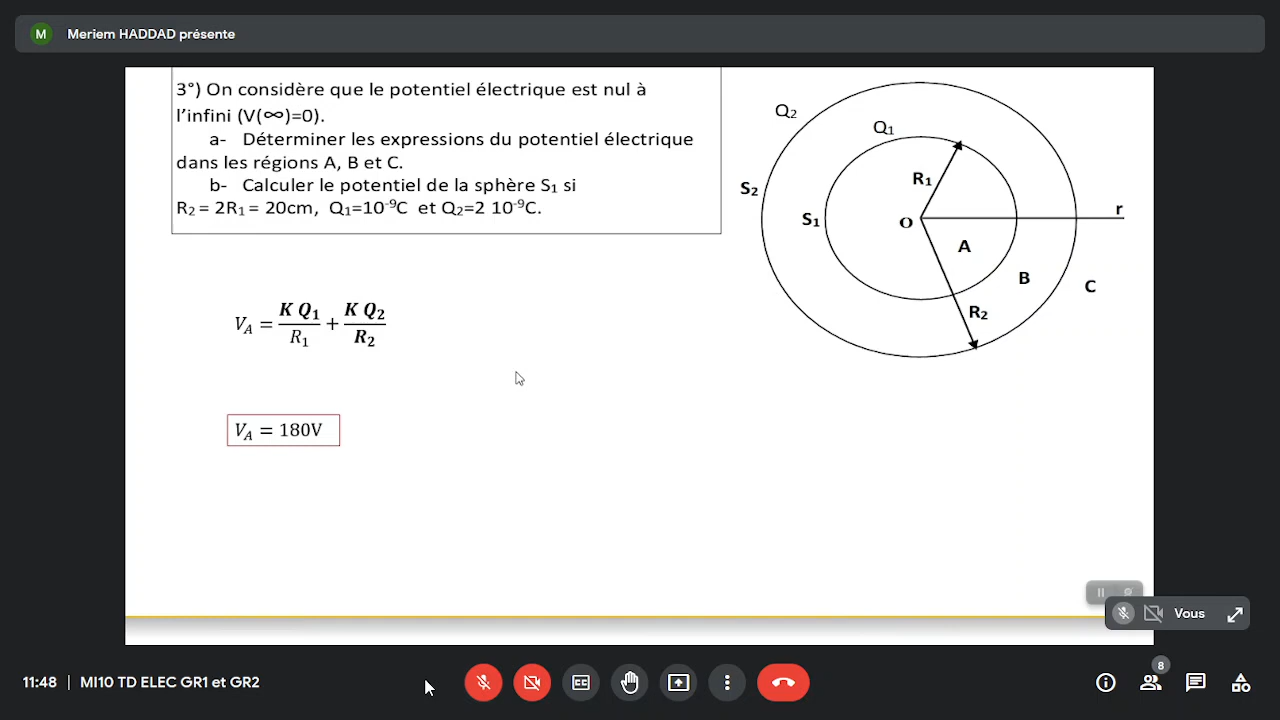 M Meriem HADDAD présente
3°) On considère que le potentiel électrique est nul à
l’infini (V(∞)=0).
a- Déterminer les expressions du potentiel électrique
dans les régions A, B et C.
b- Calculer le potentiel de la sphère S₁ si
R₂ = 2R₁ = 20cm, Q₁=10⁻⁹C et Q₂=2 10⁻⁹C.
Q₂
Q₁
R₁
S₂
S₁
O
r
A
B
C
R₂
V_A = K Q₁/R₁ + K Q₂/R₂
V_A = 180V
Vous
11:48 | MI10 TD ELEC GR1 et GR2
CC
8